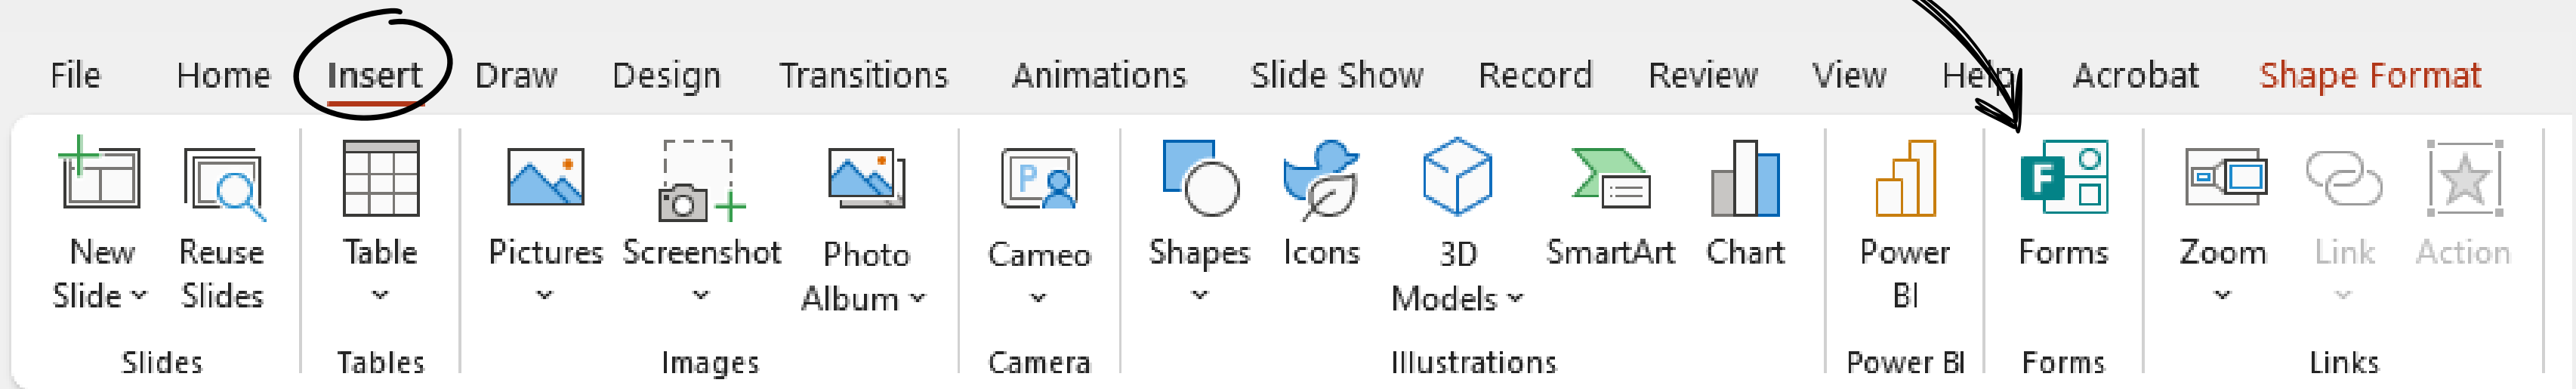 File Home Insert Draw Design Transitions Animations Slide Show Record Review View Help Acrobat Shape Format
New Reuse Table Pictures Screenshot Photo Cameo Shapes Icons 3D SmartArt Chart Power Forms Zoom Link Action
Slide Slides Album Models BI
Slides Tables Images Camera Illustrations Power BI Forms Links